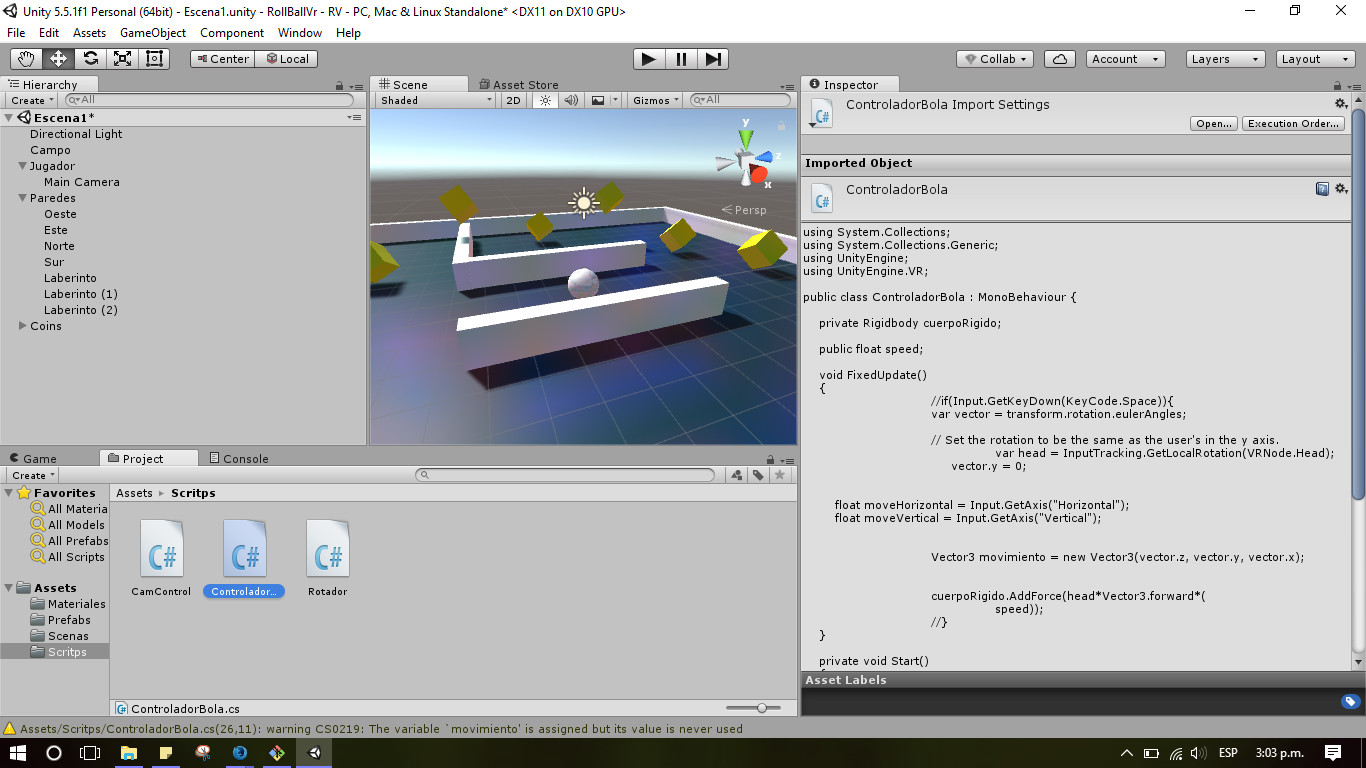 Unity 5.5.1f1 Personal (64bit) - Escena1.unity - RollBallVr - RV - PC, Mac & Linux Standalone* <DX11 on DX10 GPU>
File Edit Assets GameObject Component Window Help
Center Local Collab Account Layers Layout
Hierarchy
Create All
Escena1*
Directional Light
Campo
Jugador
Main Camera
Paredes
Oeste
Este
Norte
Sur
Laberinto
Laberinto (1)
Laberinto (2)
Coins
Scene Asset Store
Shaded 2D Gizmos All
y
z
x
Persp
Inspector
ControladorBola Import Settings
Open... Execution Order...
Imported Object
ControladorBola
using System.Collections;
using System.Collections.Generic;
using UnityEngine;
using UnityEngine.VR;
public class ControladorBola : MonoBehaviour {
private Rigidbody cuerpoRigido;
public float speed;
void FixedUpdate()
{
//if(Input.GetKeyDown(KeyCode.Space)){
var vector = transform.rotation.eulerAngles;
// Set the rotation to be the same as the user's in the y axis.
var head = InputTracking.GetLocalRotation(VRNode.Head);
vector.y = 0;
float moveHorizontal = Input.GetAxis("Horizontal");
float moveVertical = Input.GetAxis("Vertical");
Vector3 movimiento = new Vector3(vector.z, vector.y, vector.x);
cuerpoRigido.AddForce(head*Vector3.forward*(
speed));
//}
}
private void Start()
Asset Labels
Game Project Console
Create
Favorites
All Materia
All Models
All Prefabs
All Scripts
Assets
Materiales
Prefabs
Scenas
Scritps
Assets Scritps
C# C# C#
CamControl Controlador... Rotador
ControladorBola.cs
Assets/Scritps/ControladorBola.cs(26,11): warning CS0219: The variable `movimiento' is assigned but its value is never used
ESP 3:03 p.m.